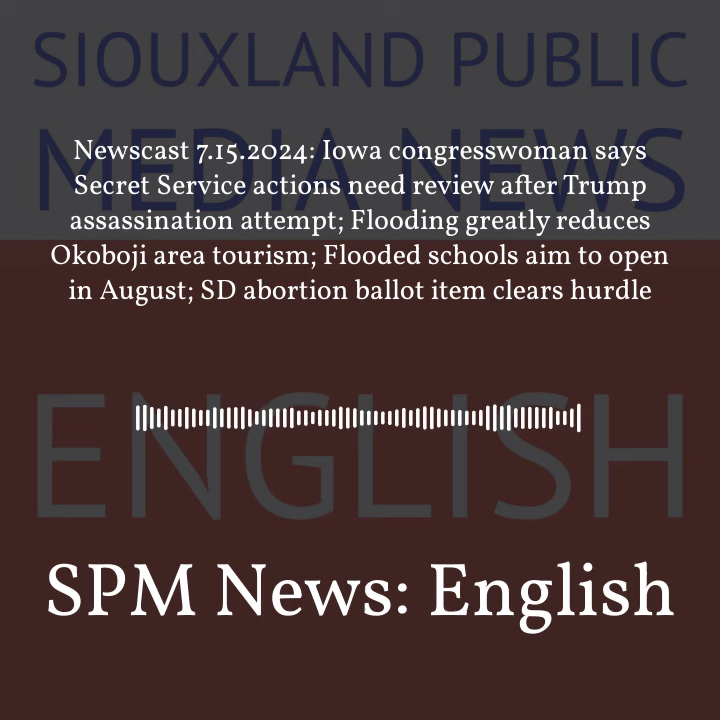 SIOUXLAND PUBLIC
MEDIA NEWS
Newscast 7.15.2024: Iowa congresswoman says
Secret Service actions need review after Trump
assassination attempt; Flooding greatly reduces
Okoboji area tourism; Flooded schools aim to open
in August; SD abortion ballot item clears hurdle
ENGLISH
SPM News: English